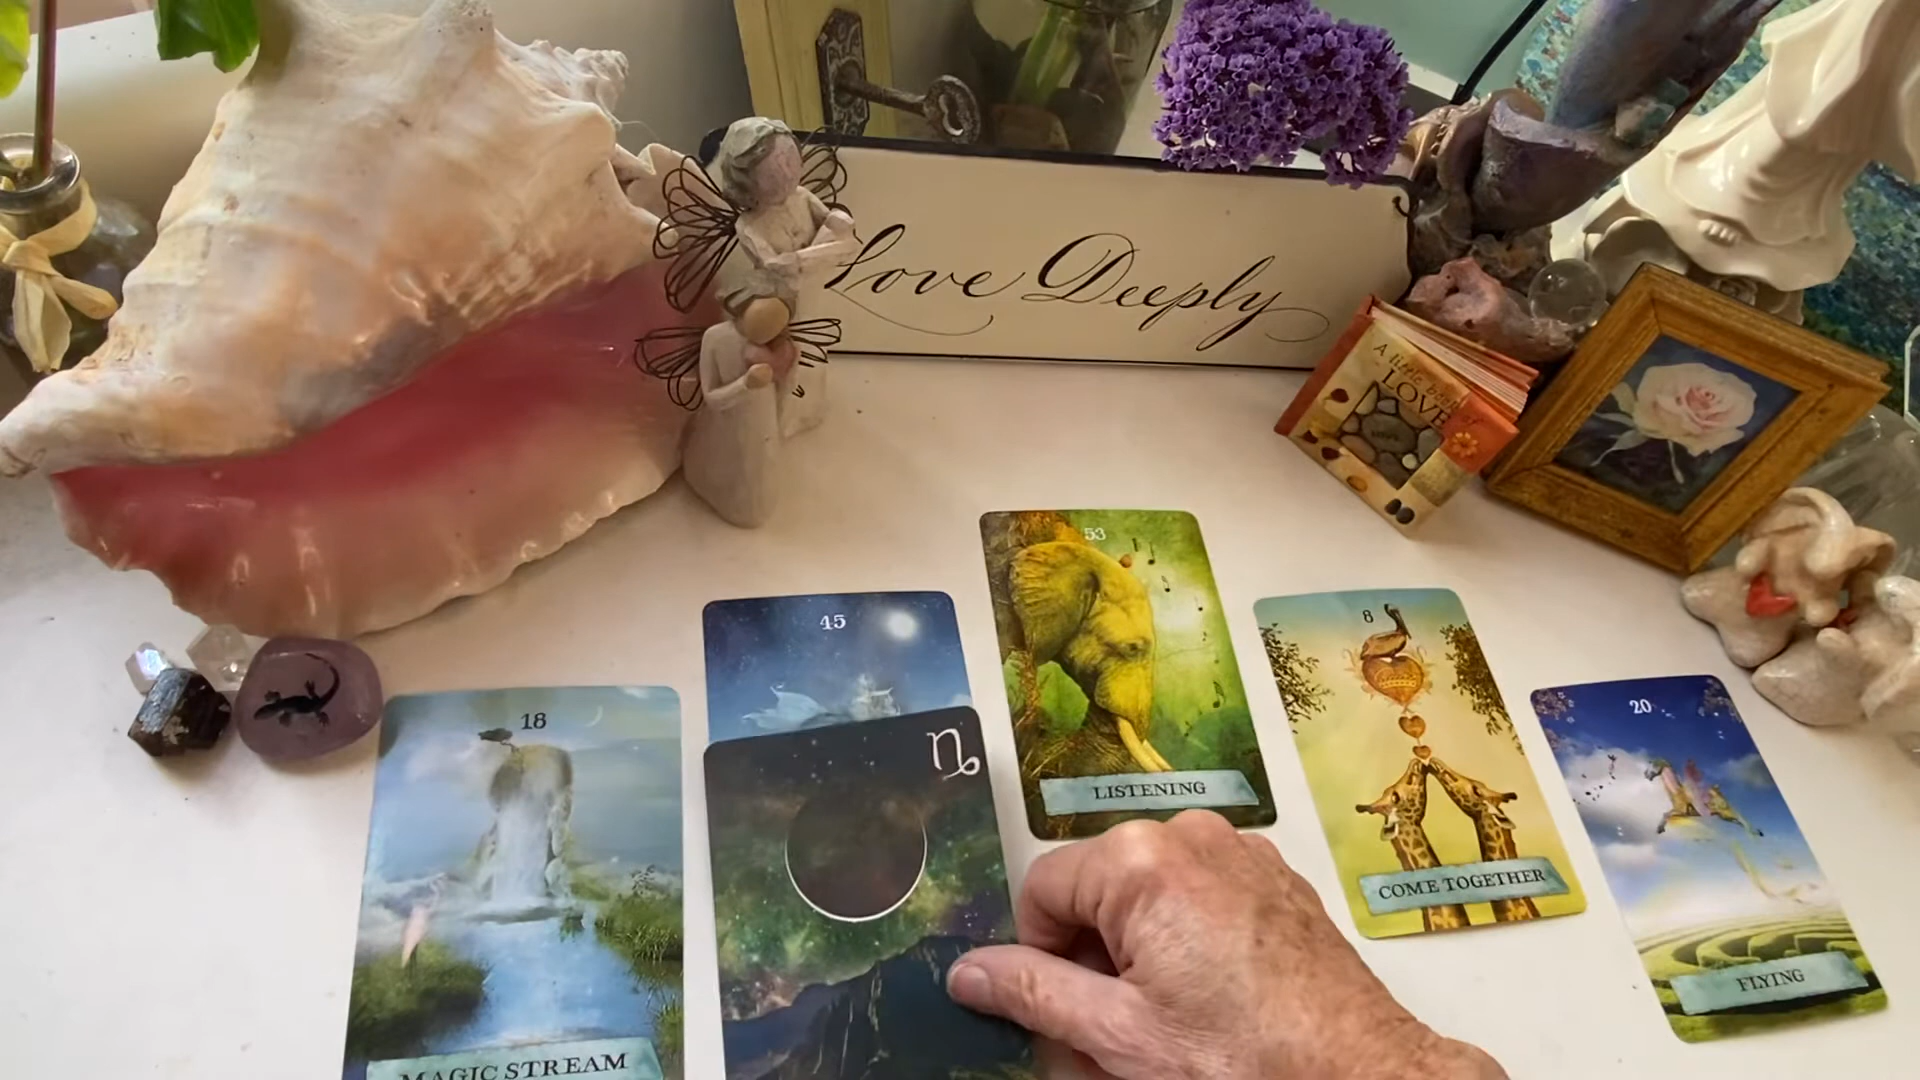 Love Deeply
A little book of
LOVE
53
LISTENING
45
8
COME TOGETHER
20
FLYING
18
MAGIC STREAM
♑